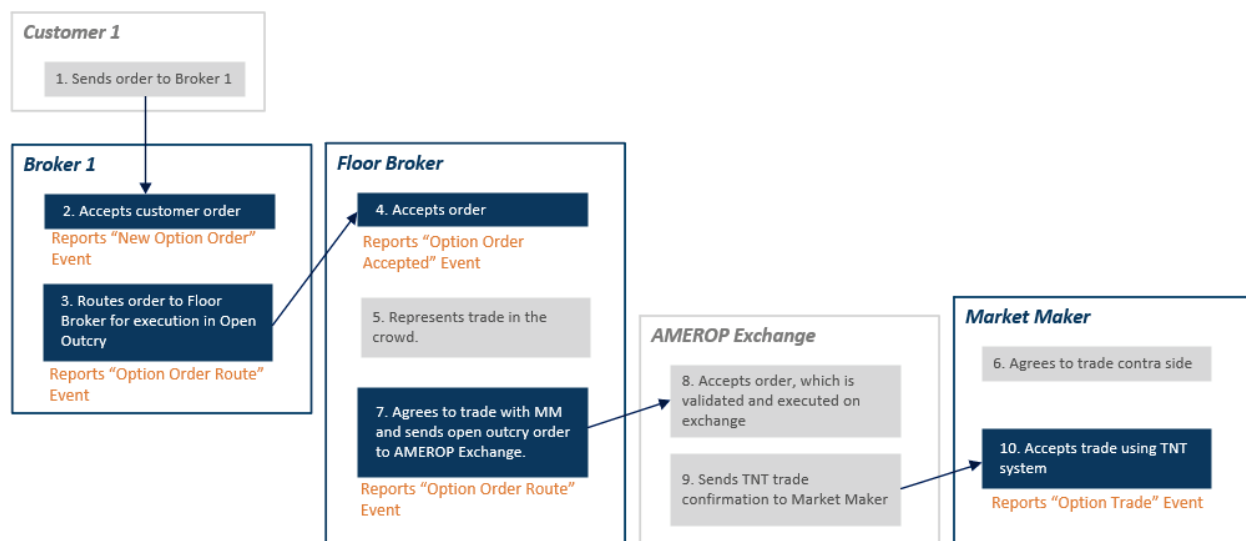 Customer 1
1. Sends order to Broker 1
Broker 1
2. Accepts customer order
Reports “New Option Order”
Event
3. Routes order to Floor
Broker for execution in Open
Outcry
Reports “Option Order Route”
Event
Floor Broker
4. Accepts order
Reports “Option Order
Accepted” Event
5. Represents trade in the
crowd.
7. Agrees to trade with MM
and sends open outcry order
to AMEROP Exchange.
Reports “Option Order Route”
Event
AMEROP Exchange
8. Accepts order, which is
validated and executed on
exchange
9. Sends TNT trade
confirmation to Market Maker
Market Maker
6. Agrees to trade contra side
10. Accepts trade using TNT
system
Reports “Option Trade” Event